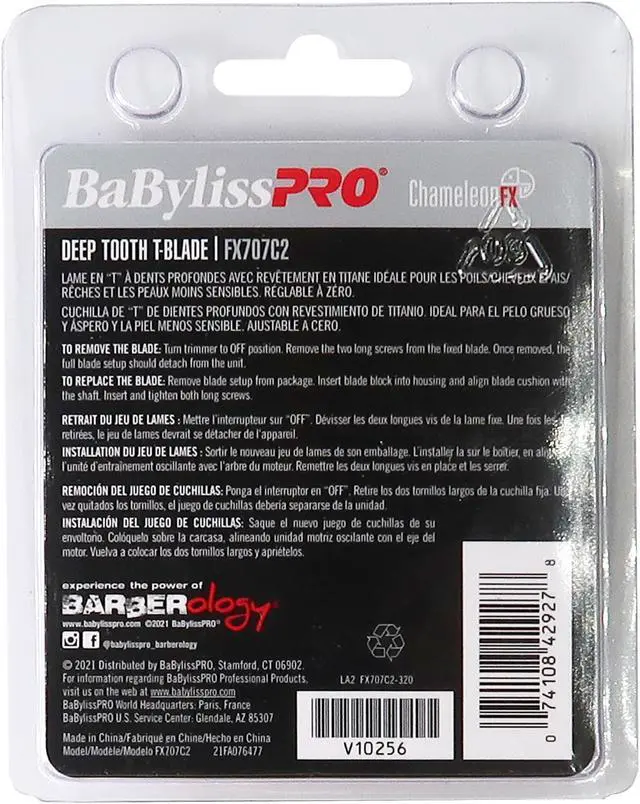 BaBylissPRO® ChameleonFX
DEEP TOOTH T-BLADE | FX707C2
LAME EN "T" À DENTS PROFONDES AVEC REVÊTEMENT EN TITANE IDÉALE POUR LES POILS/CHEVEUX ÉPAIS/
RÊCHES ET LES PEAUX MOINS SENSIBLES. RÉGLABLE À ZÉRO.
CUCHILLA DE "T" DE DIENTES PROFUNDOS CON REVESTIMIENTO DE TITANIO. IDEAL PARA EL PELO GRUESO
Y ÁSPERO Y LA PIEL MENOS SENSIBLE. AJUSTABLE A CERO.
TO REMOVE THE BLADE: Turn trimmer to OFF position. Remove the two long screws from the fixed blade. Once removed, the
full blade setup should detach from the unit.
TO REPLACE THE BLADE: Remove blade setup from package. Insert blade block into housing and align blade cushion with
the shaft. Insert and tighten both long screws.
RETRAIT DU JEU DE LAMES : Mettre l'interrupteur sur "OFF". Dévisser les deux longues vis de la lame fixe. Une fois les
retirées, le jeu de lames devrait se détacher de l'appareil.
INSTALLATION DU JEU DE LAMES : Sortir le nouveau jeu de lames de son emballage. L'installer la sur le boîtier, en
l'unité d'entraînement oscillante avec l'arbre du moteur. Remettre les deux longues vis en place et les serrer.
REMOCIÓN DEL JUEGO DE CUCHILLAS: Ponga el interruptor en "OFF". Retire los dos tornillos largos de la cuchilla fija.
vez quitados los tornillos, el juego de cuchillas debería separarse de la unidad.
INSTALACIÓN DEL JUEGO DE CUCHILLAS: Saque el nuevo juego de cuchillas de su
envoltorio. Colóquelo sobre la carcasa, alineando unidad motriz oscilante con el eje del
motor. Vuelva a colocar los dos tornillos largos y apriételos.
experience the power of
BARBERology®
www.babylisspro.com ©2021 BaBylissPRO®
@babylisspro_barberology
© 2021 Distributed by BaBylissPRO, Stamford, CT 06902.
For information regarding BaBylissPRO Professional Products,
visit us on the web at www.babylisspro.com
BaBylissPRO World Headquarters: Paris, France
BaBylissPRO U.S. Service Center: Glendale, AZ 85307
Made in China/Fabriqué en Chine/Hecho en China
Model/Modèle/Modelo FX707C2 21FA076477
LA2 FX707C2-320
V10256
0 74108 42927 8